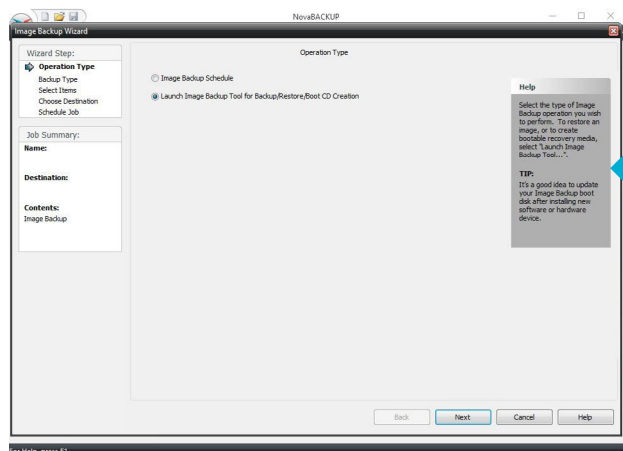 NovaBACKUP
Image Backup Wizard
Wizard Step:
Operation Type
Backup Type
Select Items
Choose Destination
Schedule Job
Job Summary:
Name:
Destination:
Contents:
Image Backup
Operation Type
Image Backup Schedule
Launch Image Backup Tool for Backup/Restore/Boot CD Creation
Help
Select the type of Image
Backup operation you wish
to perform. To restore an
image, or to create
bootable recovery media,
select "Launch Image
Backup Tool...".
TIP:
It's a good idea to update
your Image Backup boot
disk after installing new
software or hardware
device.
Back
Next
Cancel
Help
For Help, press F1